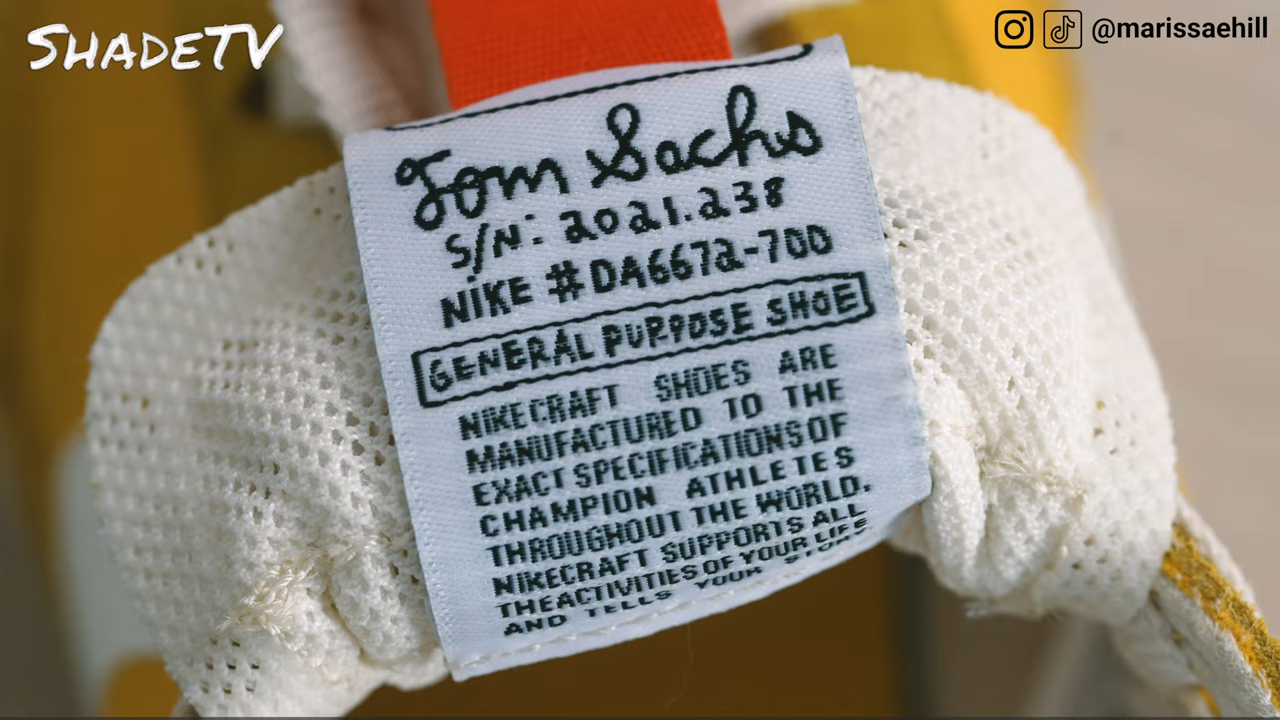 SHADETV
@marissaehill
Tom Sachs
S/N: 2021.238
NIKE #DA6672-700
GENERAL PURPOSE SHOE
NIKECRAFT SHOES ARE
MANUFACTURED TO THE
EXACT SPECIFICATIONS OF
CHAMPION ATHLETES
THROUGHOUT THE WORLD.
NIKECRAFT SUPPORTS ALL
THE ACTIVITIES OF YOUR LIFE
AND TELLS YOUR STORY